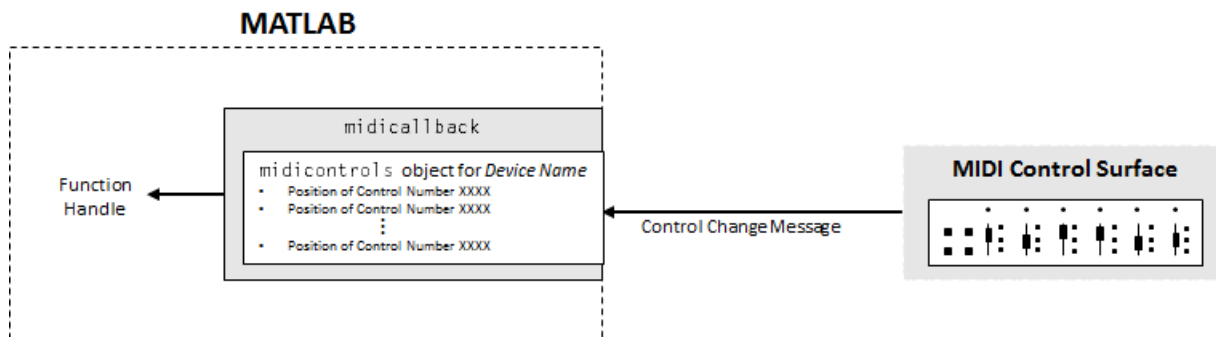 MATLAB
midicallback
midicontrols object for Device Name
• Position of Control Number XXXX
• Position of Control Number XXXX
⋮
• Position of Control Number XXXX
Function
Handle
Control Change Message
MIDI Control Surface